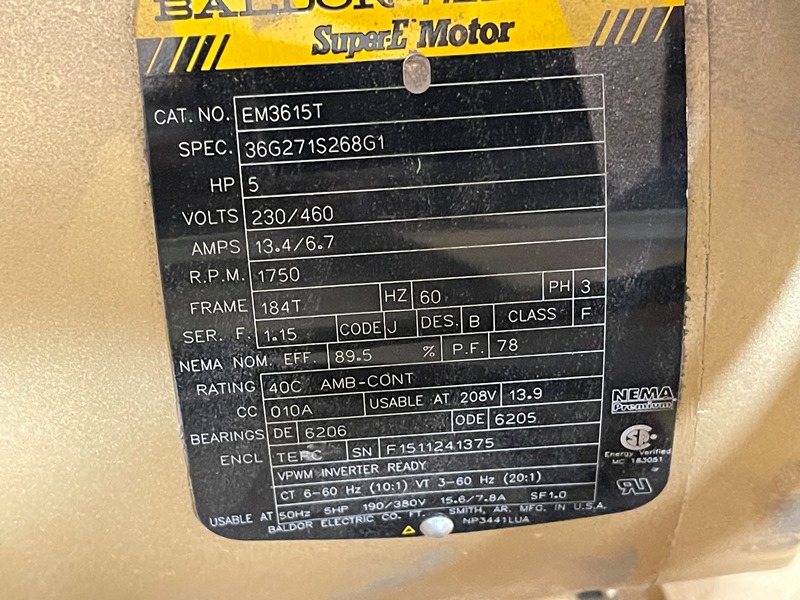 BALDOR
Super-E Motor
CAT. NO. EM3615T
SPEC. 36G271S268G1
HP 5
VOLTS 230/460
AMPS 13.4/6.7
R.P.M. 1750
FRAME 184T HZ 60 PH 3
SER. F. 1.15 CODE J DES. B CLASS F
NEMA NOM. EFF. 89.5 % P.F. 78
RATING 40C AMB-CONT
CC 010A USABLE AT 208V 13.9
BEARINGS DE 6206 ODE 6205
ENCL TEFC SN F1511241375
VPWM INVERTER READY
CT 6-60 Hz (10:1) VT 3-60 Hz (20:1)
USABLE AT 50Hz 5HP 190/380V 15.6/7.8A SF1.0
BALDOR ELECTRIC CO. FT. SMITH, AR. MFG. IN U.S.A.
NP3441LUA
NEMA
Premium
Energy Verified
MC 183051